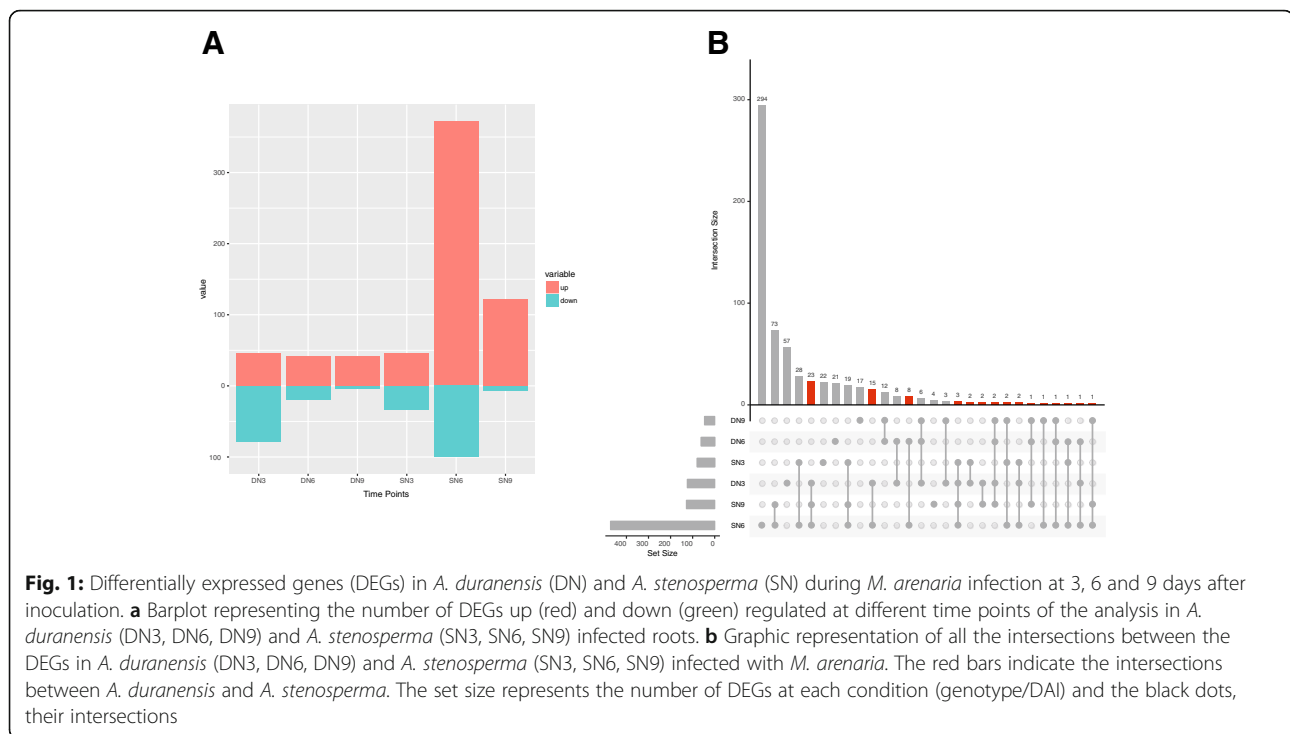 A
B
300
200
100
0
100
value
DN3 DN6 DN9 SN3 SN6 SN9
Time Points
variable
up
down
300
200
100
0
Intersection Size
294 73 57 28 23 22 21 19 17 15 12 8 8 6 4 3 3 2 2 2 2 2 1 1 1 1 1 1
DN9
DN6
SN3
DN3
SN9
SN6
400 300 200 100 0
Set Size
Fig. 1: Differentially expressed genes (DEGs) in A. duranensis (DN) and A. stenosperma (SN) during M. arenaria infection at 3, 6 and 9 days after
inoculation. a Barplot representing the number of DEGs up (red) and down (green) regulated at different time points of the analysis in A.
duranensis (DN3, DN6, DN9) and A. stenosperma (SN3, SN6, SN9) infected roots. b Graphic representation of all the intersections between the
DEGs in A. duranensis (DN3, DN6, DN9) and A. stenosperma (SN3, SN6, SN9) infected with M. arenaria. The red bars indicate the intersections
between A. duranensis and A. stenosperma. The set size represents the number of DEGs at each condition (genotype/DAI) and the black dots,
their intersections